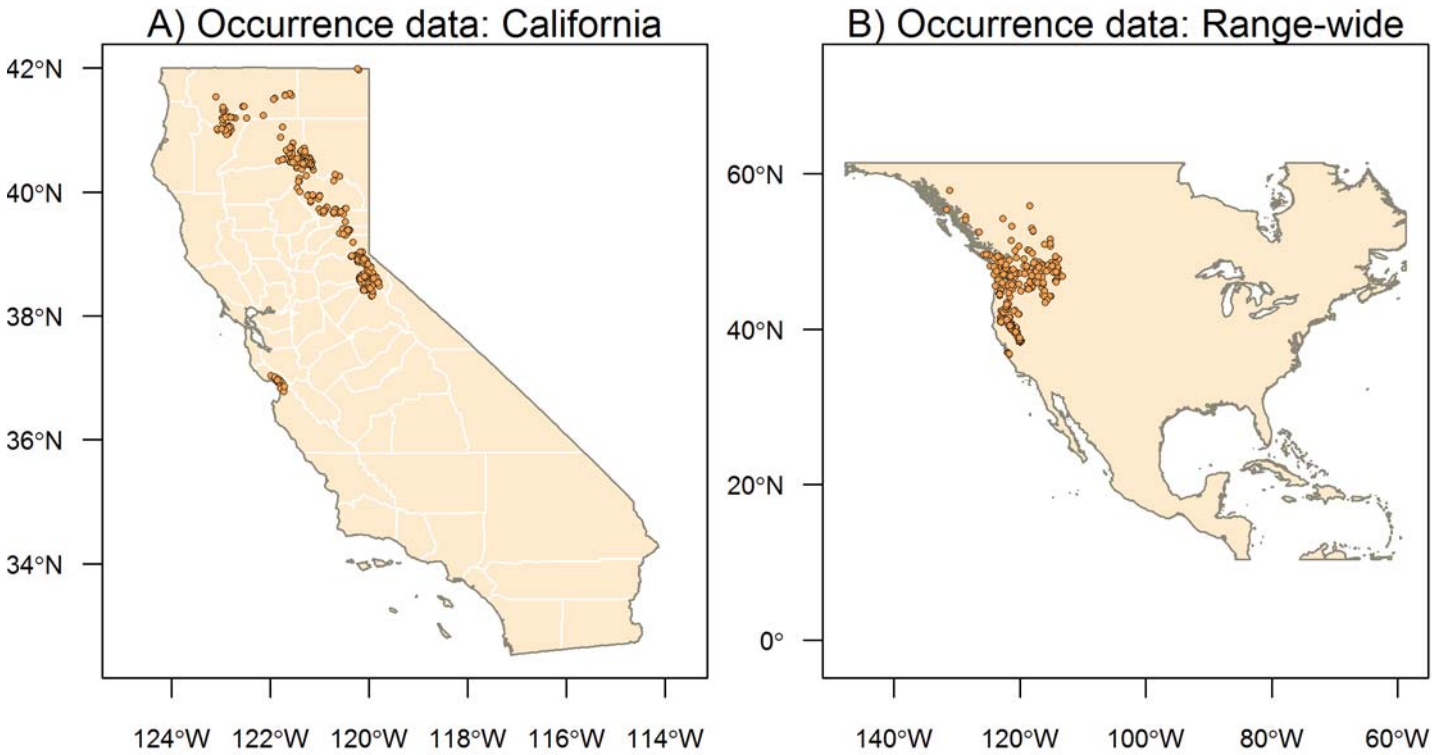 A) Occurrence data: California
42°N
40°N
38°N
36°N
34°N
124°W 122°W 120°W 118°W 116°W 114°W
B) Occurrence data: Range-wide
60°N
40°N
20°N
0°
140°W 120°W 100°W 80°W 60°W